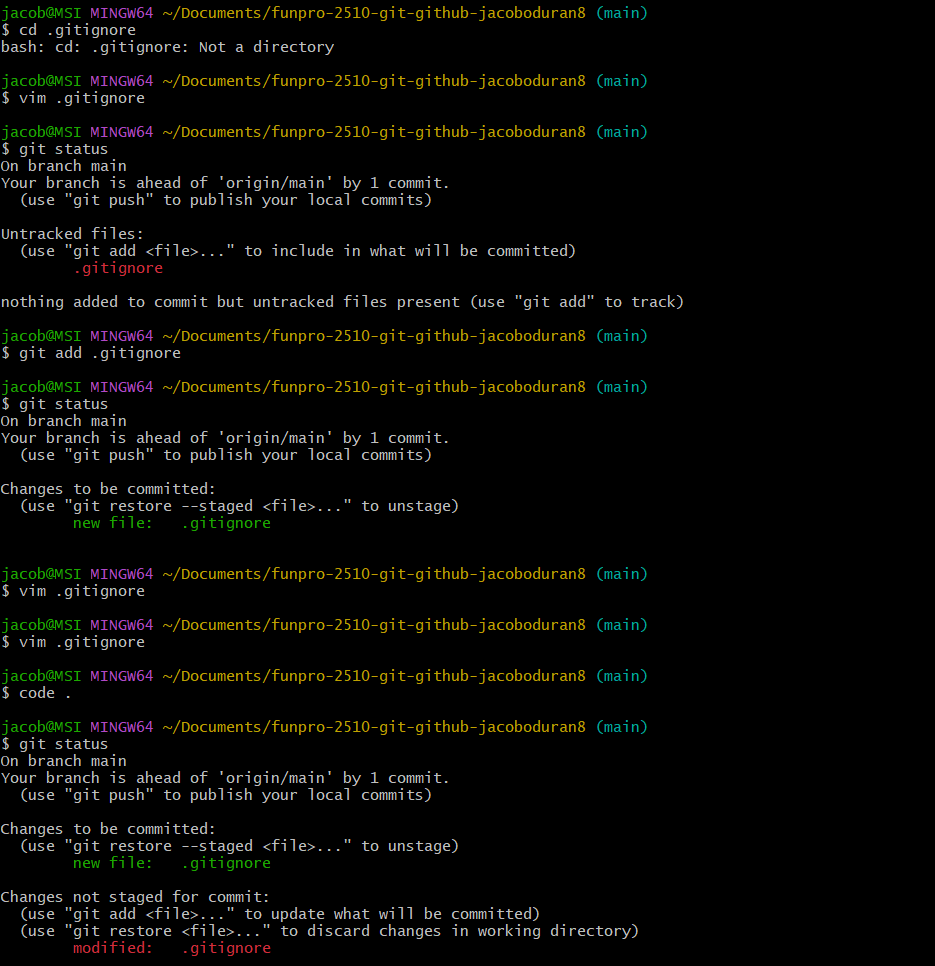 jacob@MSI MINGW64 ~/Documents/funpro-2510-git-github-jacoboduran8 (main)
$ cd .gitignore
bash: cd: .gitignore: Not a directory

jacob@MSI MINGW64 ~/Documents/funpro-2510-git-github-jacoboduran8 (main)
$ vim .gitignore

jacob@MSI MINGW64 ~/Documents/funpro-2510-git-github-jacoboduran8 (main)
$ git status
On branch main
Your branch is ahead of 'origin/main' by 1 commit.
  (use "git push" to publish your local commits)

Untracked files:
  (use "git add <file>..." to include in what will be committed)
        .gitignore

nothing added to commit but untracked files present (use "git add" to track)

jacob@MSI MINGW64 ~/Documents/funpro-2510-git-github-jacoboduran8 (main)
$ git add .gitignore

jacob@MSI MINGW64 ~/Documents/funpro-2510-git-github-jacoboduran8 (main)
$ git status
On branch main
Your branch is ahead of 'origin/main' by 1 commit.
  (use "git push" to publish your local commits)

Changes to be committed:
  (use "git restore --staged <file>..." to unstage)
        new file:   .gitignore


jacob@MSI MINGW64 ~/Documents/funpro-2510-git-github-jacoboduran8 (main)
$ vim .gitignore

jacob@MSI MINGW64 ~/Documents/funpro-2510-git-github-jacoboduran8 (main)
$ vim .gitignore

jacob@MSI MINGW64 ~/Documents/funpro-2510-git-github-jacoboduran8 (main)
$ code .

jacob@MSI MINGW64 ~/Documents/funpro-2510-git-github-jacoboduran8 (main)
$ git status
On branch main
Your branch is ahead of 'origin/main' by 1 commit.
  (use "git push" to publish your local commits)

Changes to be committed:
  (use "git restore --staged <file>..." to unstage)
        new file:   .gitignore

Changes not staged for commit:
  (use "git add <file>..." to update what will be committed)
  (use "git restore <file>..." to discard changes in working directory)
        modified:   .gitignore